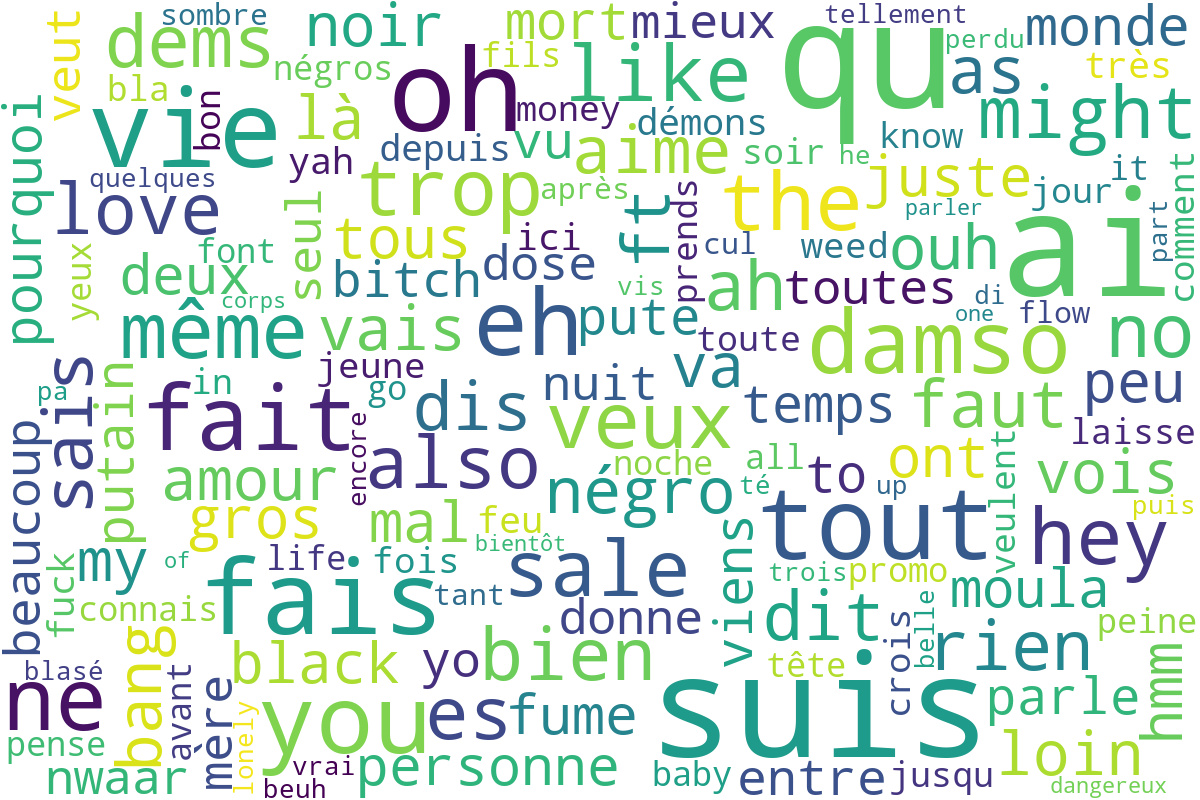 sombre
noir
mort
mieux
tellement
monde
perdu
veut
dems
négros
fils
oh
like
qu
as
très
bla
bon
là
money
démons
might
vie
vu
know
pourquoi
yah
depuis
aime
soir
he
quelques
love
trop
après
the
juste
jour
it
comment
parler
part
seul
tous
ici
ft
prends
cul
weed
ouh
ai
font
deux
yeux
bitch
dose
vis
ah
toutes
di
corps
one
flow
même
vais
eh
pute
toute
damso
no
jeune
sais
pa
in
fait
go
dis
nuit
va
temps
peu
faut
laisse
putain
beaucoup
encore
veux
also
noche
all
ont
veulent
vois
amour
négro
té
to
up
puis
gros
mal
feu
tout
hey
bientôt
my
of
life
fois
sale
viens
trois
promo
moula
fuck
connais
fais
tant
donne
dit
crois
belle
rien
peine
blasé
bang
black
yo
bien
tête
hmm
ne
avant
mère
lonely
you
es
fume
suis
parle
pense
nwaar
vrai
beuh
personne
baby
entre
jusqu
loin
dangereux